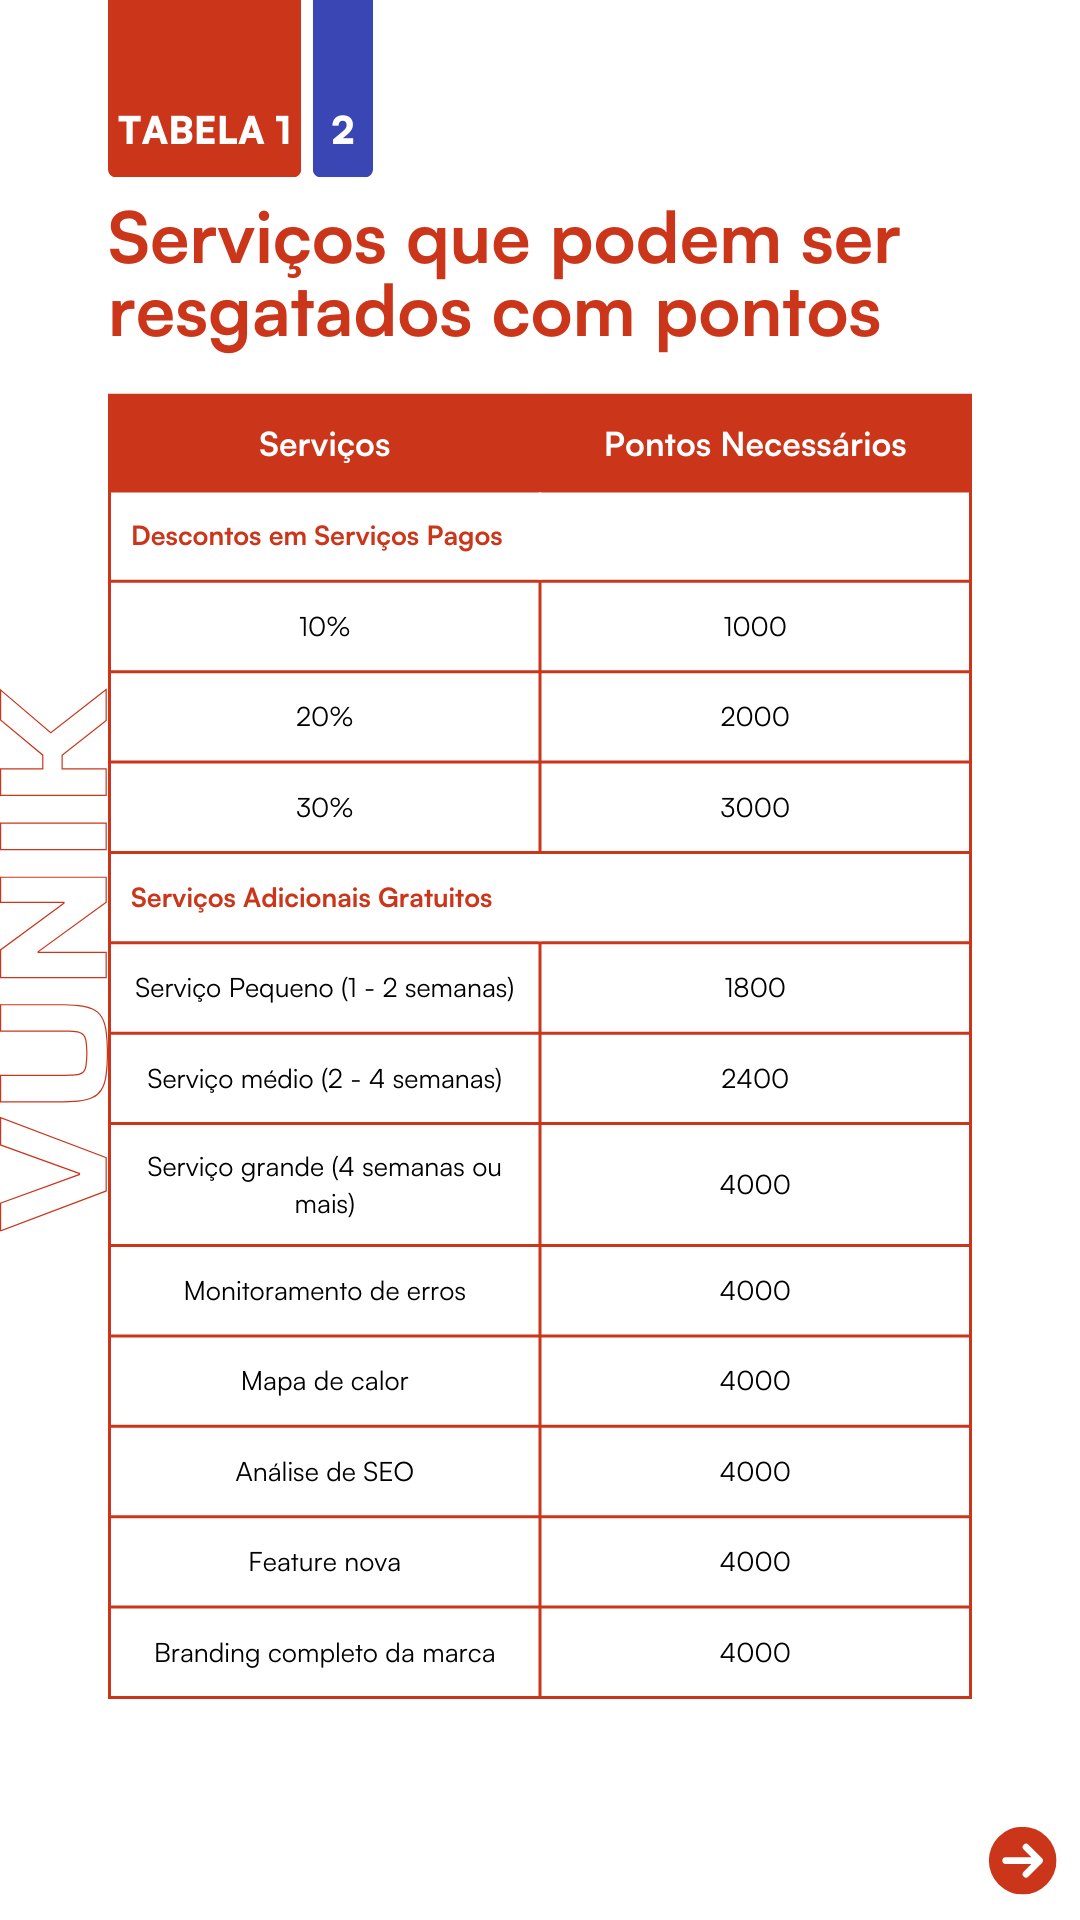 TABELA 1
2
Serviços que podem ser
resgatados com pontos
Serviços Pontos Necessários
Descontos em Serviços Pagos
10% 1000
20% 2000
30% 3000
Serviços Adicionais Gratuitos
Serviço Pequeno (1 - 2 semanas) 1800
Serviço médio (2 - 4 semanas) 2400
Serviço grande (4 semanas ou
mais) 4000
Monitoramento de erros 4000
Mapa de calor 4000
Análise de SEO 4000
Feature nova 4000
Branding completo da marca 4000
VUNIK